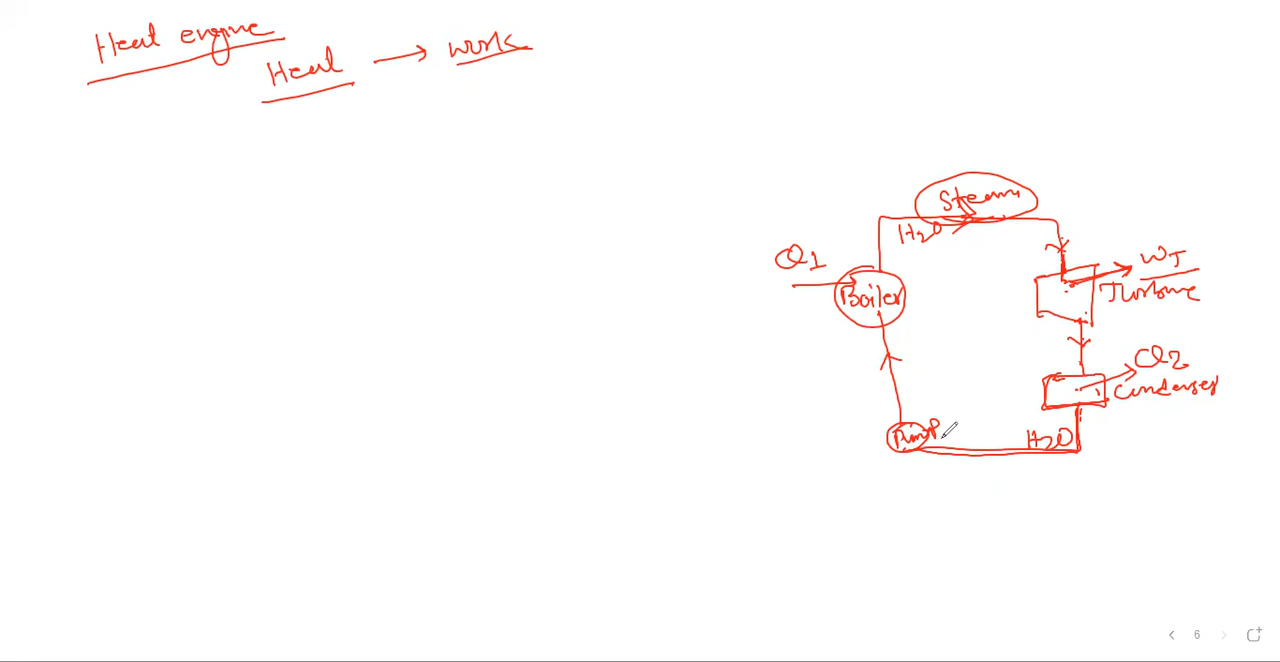 Heat engine
Heat → work
Steam
H2O
Q1
WT
Boiler
Turbine
Q2
Condenser
Pump
H2O
6